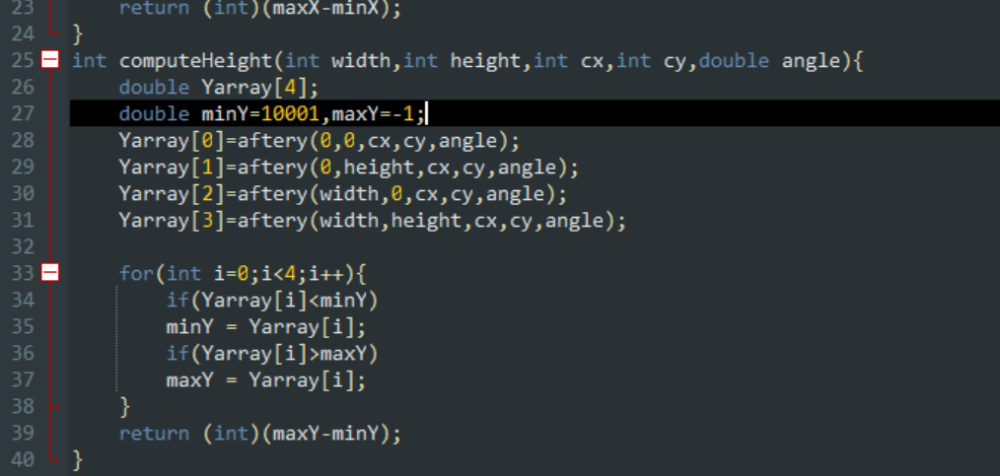 23 return (int)(maxX-minX);
24 }
25 int computeHeight(int width,int height,int cx,int cy,double angle){
26 double Yarray[4];
27 double minY=10001,maxY=-1;
28 Yarray[0]=aftery(0,0,cx,cy,angle);
29 Yarray[1]=aftery(0,height,cx,cy,angle);
30 Yarray[2]=aftery(width,0,cx,cy,angle);
31 Yarray[3]=aftery(width,height,cx,cy,angle);
32
33 for(int i=0;i<4;i++){
34 if(Yarray[i]<minY)
35 minY = Yarray[i];
36 if(Yarray[i]>maxY)
37 maxY = Yarray[i];
38 }
39 return (int)(maxY-minY);
40 }